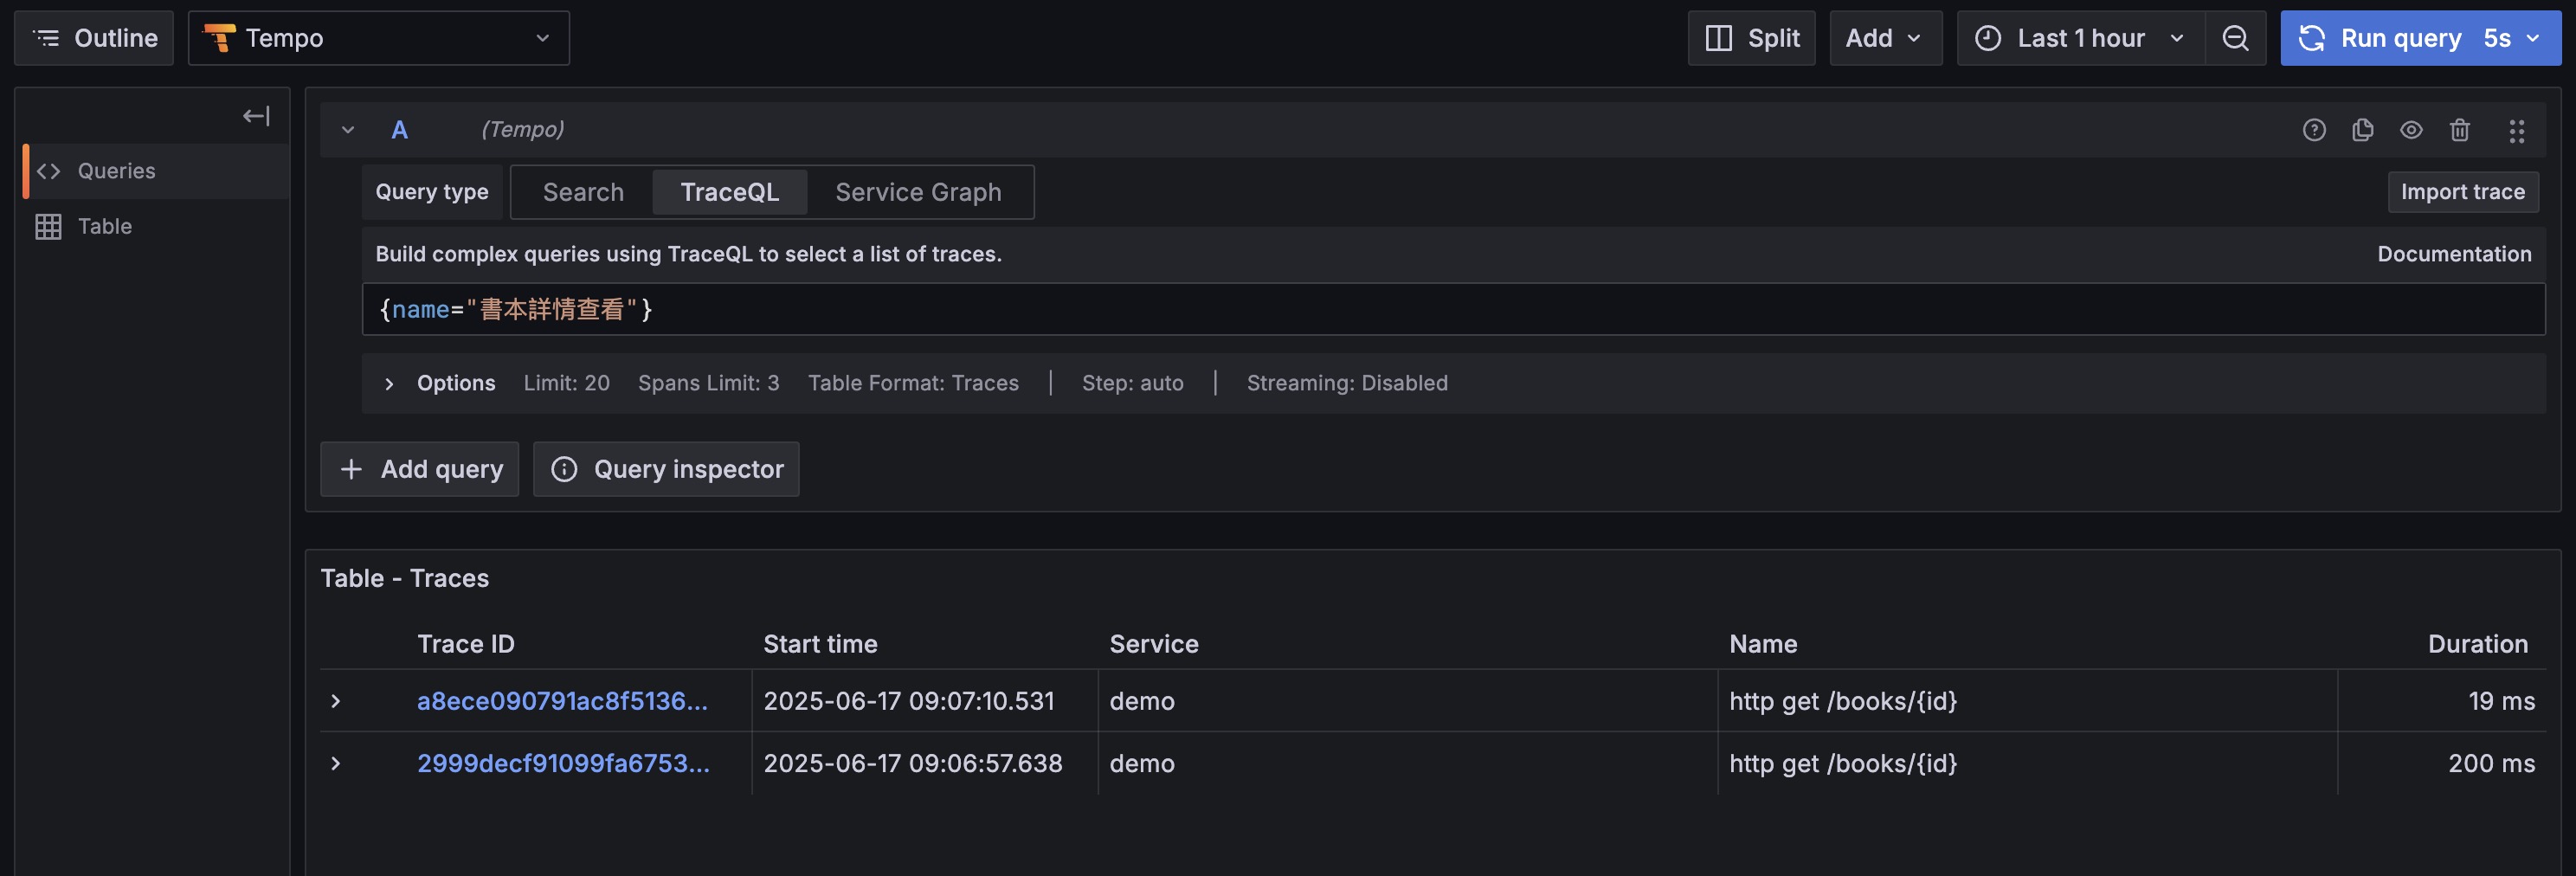 Outline Tempo Split Add Last 1 hour Run query 5s
Queries
Table
A (Tempo)
Query type Search TraceQL Service Graph Import trace
Build complex queries using TraceQL to select a list of traces. Documentation
{name="書本詳情查看"}
Options Limit: 20 Spans Limit: 3 Table Format: Traces | Step: auto | Streaming: Disabled
+ Add query Query inspector
Table - Traces
Trace ID Start time Service Name Duration
a8ece090791ac8f5136... 2025-06-17 09:07:10.531 demo http get /books/{id} 19 ms
2999decf91099fa6753... 2025-06-17 09:06:57.638 demo http get /books/{id} 200 ms